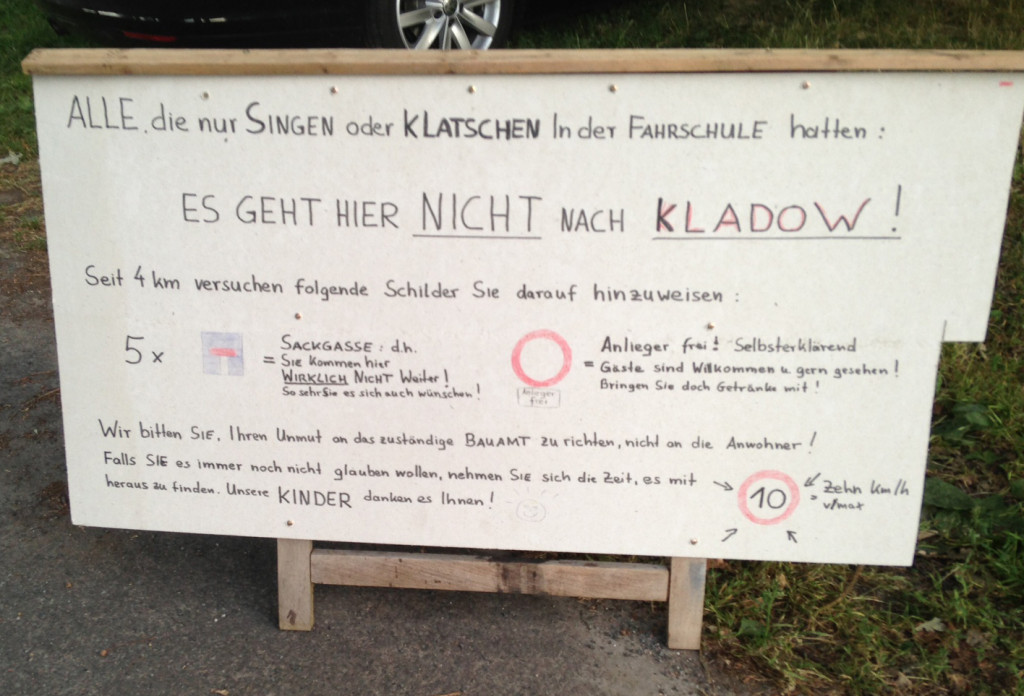 ALLE, die nur SINGEN oder KLATSCHEN In der FAHRSCHULE hatten :
ES GEHT HIER NICHT NACH KLADOW !
Seit 4 km versuchen folgende Schilder Sie darauf hinzuweisen :
5 x
= SACKGASSE : d.h.
SIE Kommen hier
WIRKLICH NICHT Weiter !
So sehr Sie es sich auch wünschen !
Anlieger frei
= Anlieger frei ! Selbsterklärend
Gäste sind Willkommen u. gern gesehen !
Bringen Sie doch Getränke mit !
Wir bitten SIE, Ihren Unmut an das zuständige BAUAMT zu richten, nicht an die Anwohner !
Falls SIE es immer noch nicht glauben wollen, nehmen SIE sich die Zeit, es mit
heraus zu finden. Unsere KINDER danken es Ihnen !
10
= Zehn Km/h
v/max